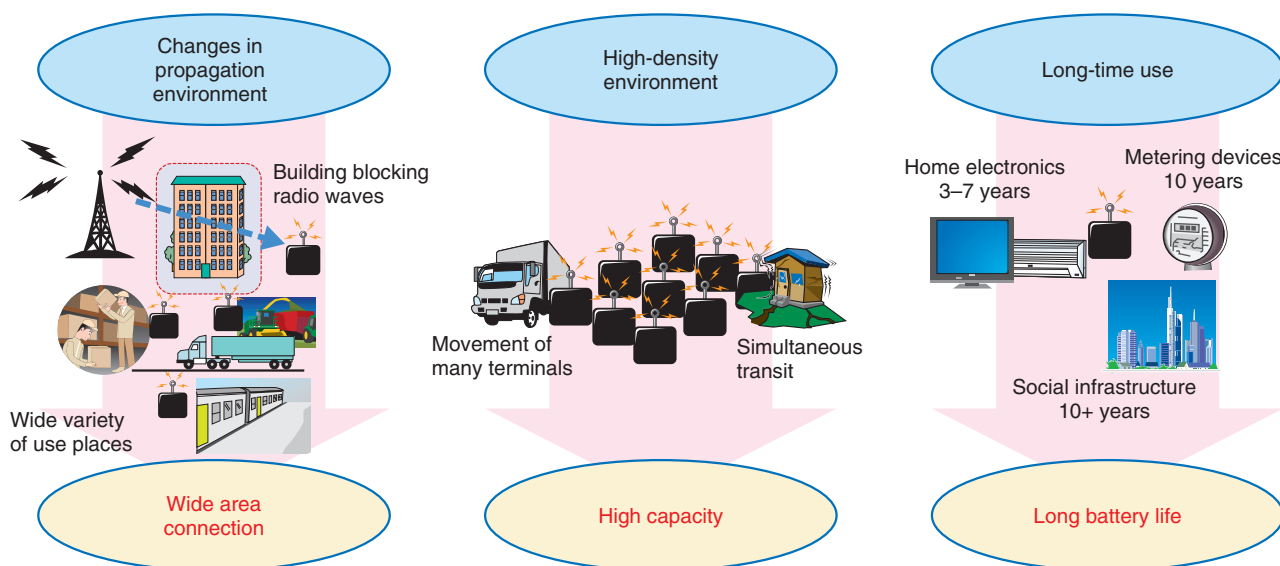 Changes in
propagation
environment
Building blocking
radio waves
Wide variety
of use places
Wide area
connection
High-density
environment
Movement of
many terminals
Simultaneous
transit
High capacity
Long-time use
Home electronics
3–7 years
Metering devices
10 years
Social infrastructure
10+ years
Long battery life